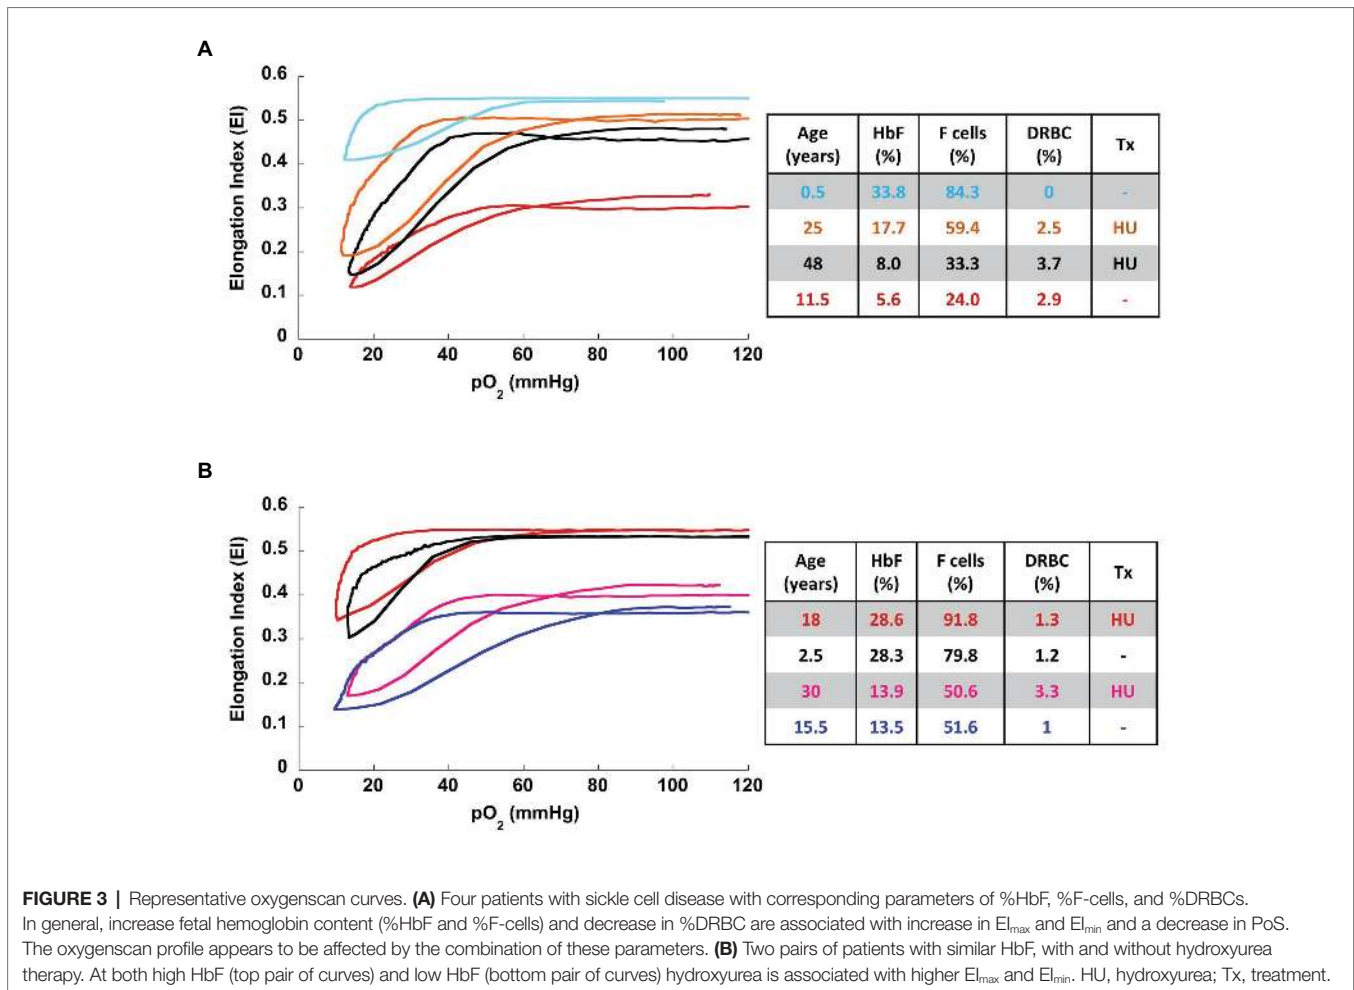 A
0.6
0.5
0.4
0.3
0.2
0.1
0
Elongation Index (EI)
0 20 40 60 80 100 120
pO2 (mmHg)
Age (years) HbF (%) F cells (%) DRBC (%) Tx
0.5 33.8 84.3 0 -
25 17.7 59.4 2.5 HU
48 8.0 33.3 3.7 HU
11.5 5.6 24.0 2.9 -
B
0.6
0.5
0.4
0.3
0.2
0.1
0
Elongation Index (EI)
0 20 40 60 80 100 120
pO2 (mmHg)
Age (years) HbF (%) F cells (%) DRBC (%) Tx
18 28.6 91.8 1.3 HU
2.5 28.3 79.8 1.2 -
30 13.9 50.6 3.3 HU
15.5 13.5 51.6 1 -
FIGURE 3 | Representative oxygenscan curves. (A) Four patients with sickle cell disease with corresponding parameters of %HbF, %F-cells, and %DRBCs.
In general, increase fetal hemoglobin content (%HbF and %F-cells) and decrease in %DRBC are associated with increase in EImax and EImin and a decrease in PoS.
The oxygenscan profile appears to be affected by the combination of these parameters. (B) Two pairs of patients with similar HbF, with and without hydroxyurea
therapy. At both high HbF (top pair of curves) and low HbF (bottom pair of curves) hydroxyurea is associated with higher EImax and EImin. HU, hydroxyurea; Tx, treatment.